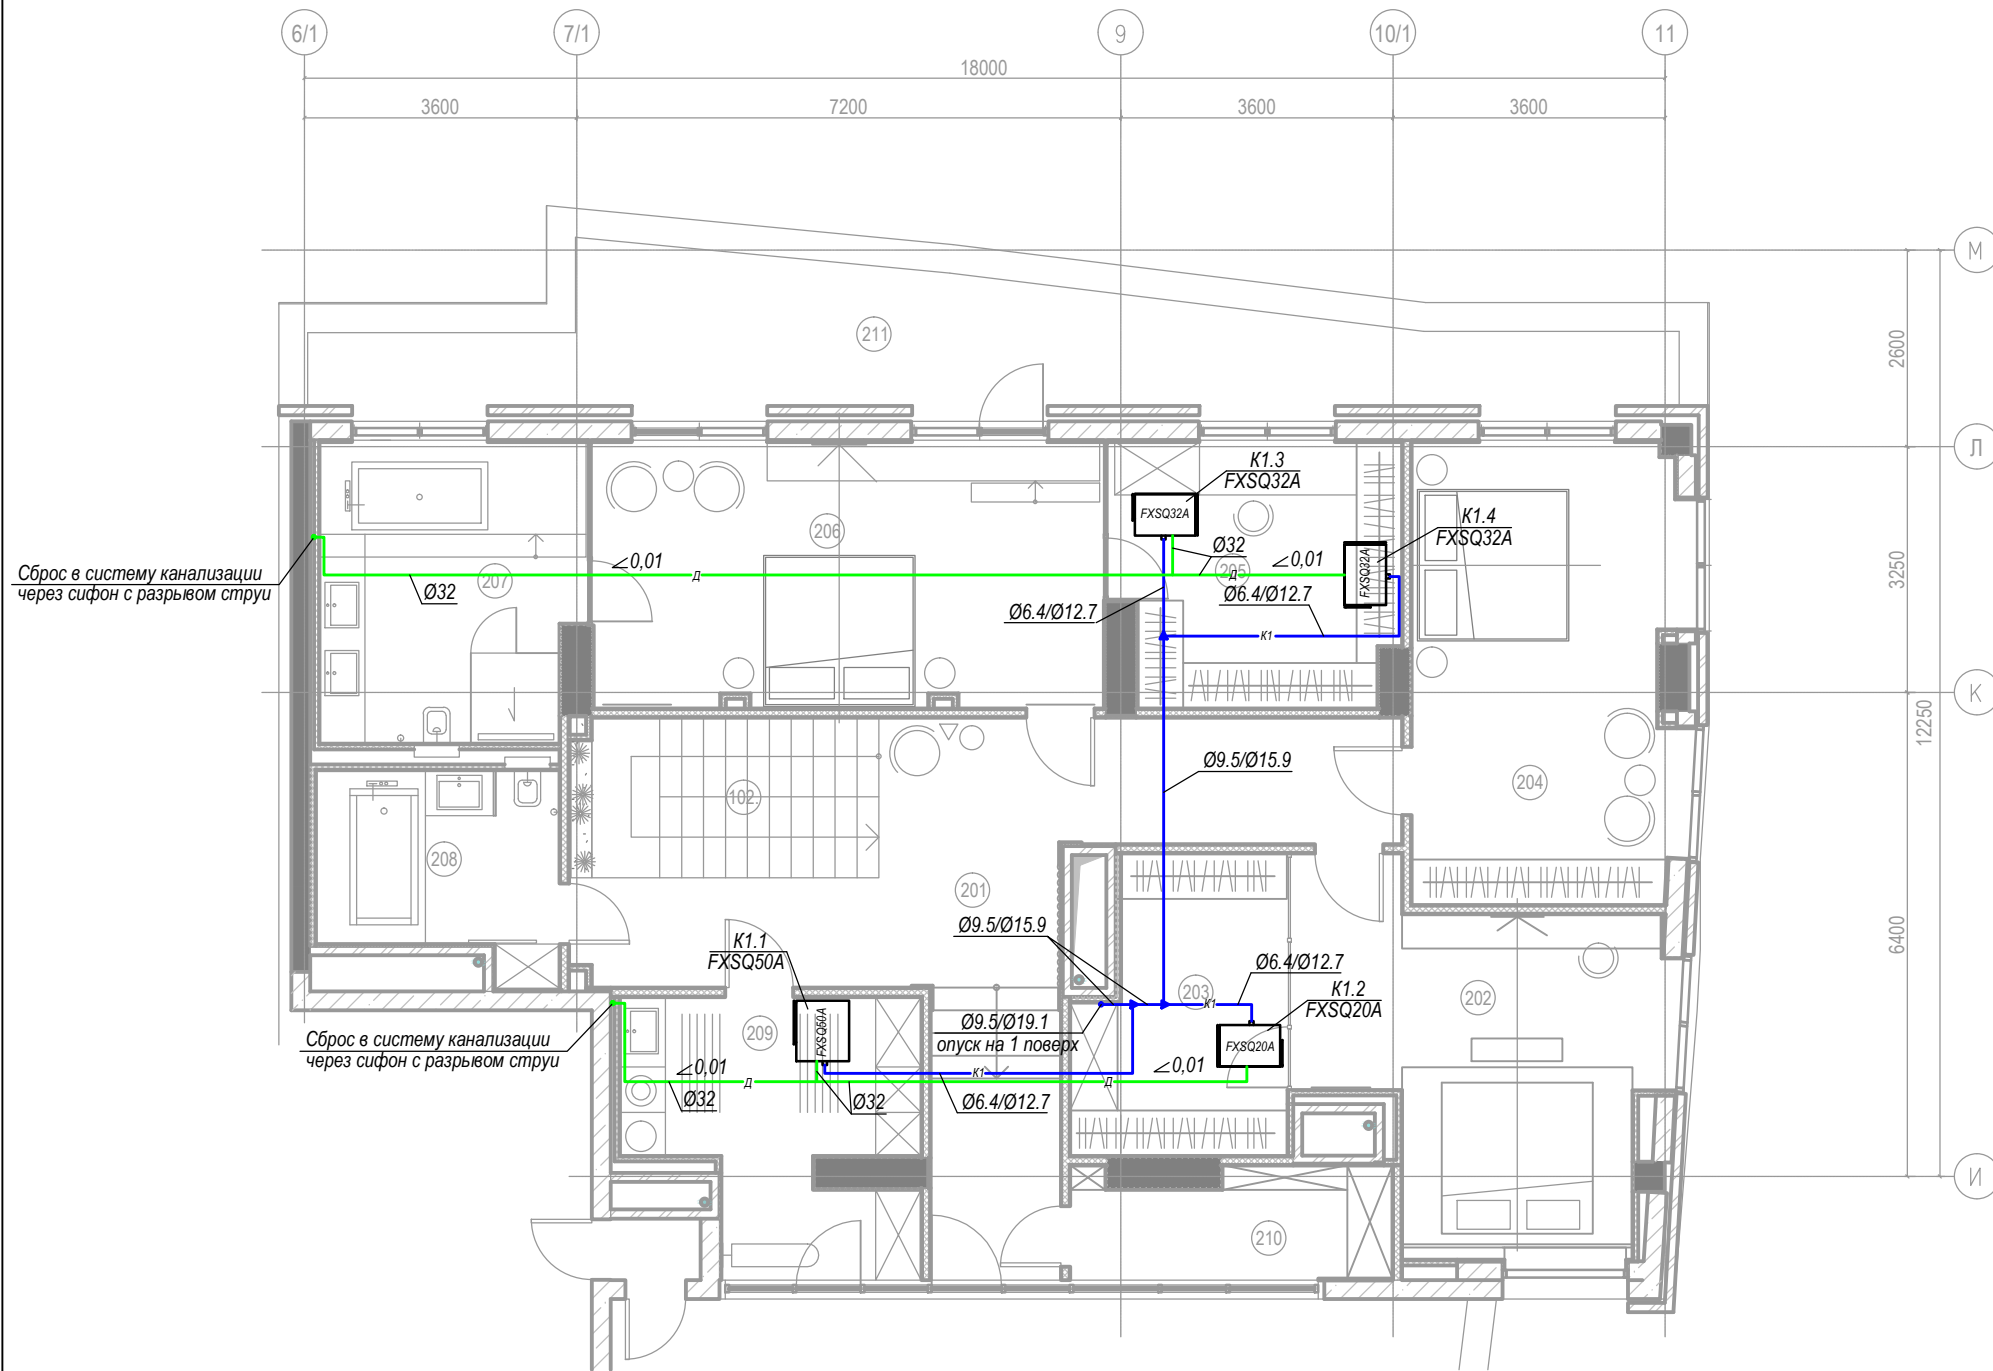 6/1
7/1
9
10/1
11
18000
3600
7200
3600
3600
М
2600
211
Л
К1.3
FXSQ32A
К1.4
FXSQ32A
FXSQ32A
206
Ø32
∠0,01
∠0,01
Д
Д
205
FXSQ32A
Сброс в систему канализации
через сифон с разрывом струи
207
Ø32
Ø6.4/Ø12.7
Ø6.4/Ø12.7
К1
3250
К
12250
Ø9.5/Ø15.9
102.
204
208
201
Ø9.5/Ø15.9
К1.1
FXSQ50A
Ø6.4/Ø12.7
6400
203
К1
К1.2
FXSQ20A
202
FXSQ50A
209
Ø9.5/Ø19.1
опуск на 1 поверх
Сброс в систему канализации
через сифон с разрывом струи
FXSQ20A
∠0,01
∠0,01
К1
Д
Д
Ø32
Ø32
Ø6.4/Ø12.7
И
210